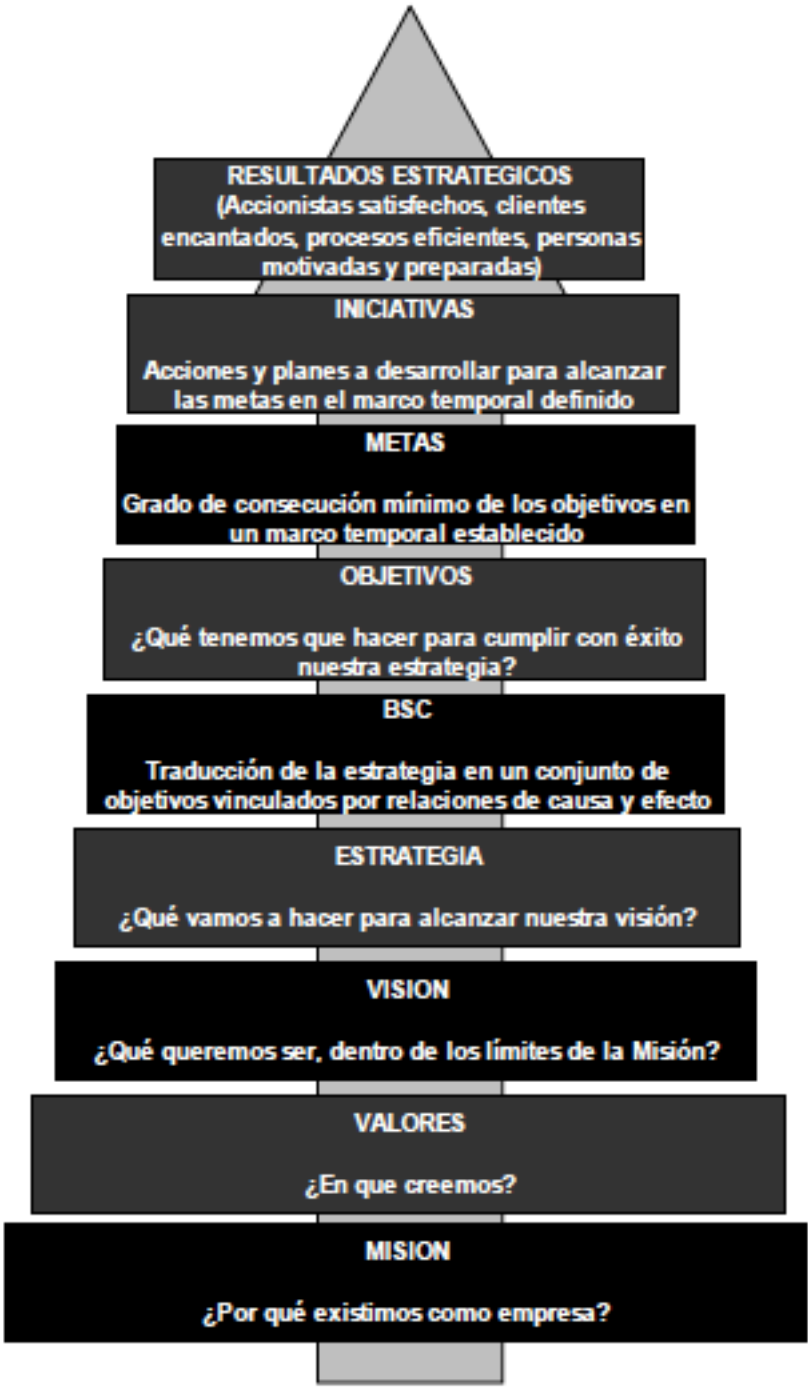 RESULTADOS ESTRATEGICOS
(Accionistas satisfechos, clientes
encantados, procesos eficientes, personas
motivadas y preparadas)
INICIATIVAS
Acciones y planes a desarrollar para alcanzar
las metas en el marco temporal definido
METAS
Grado de consecución mínimo de los objetivos en
un marco temporal establecido
OBJETIVOS
¿Qué tenemos que hacer para cumplir con éxito
nuestra estrategia?
BSC
Traducción de la estrategia en un conjunto de
objetivos vinculados por relaciones de causa y efecto
ESTRATEGIA
¿Qué vamos a hacer para alcanzar nuestra visión?
VISION
¿Qué queremos ser, dentro de los límites de la Misión?
VALORES
¿En que creemos?
MISION
¿Por qué existimos como empresa?